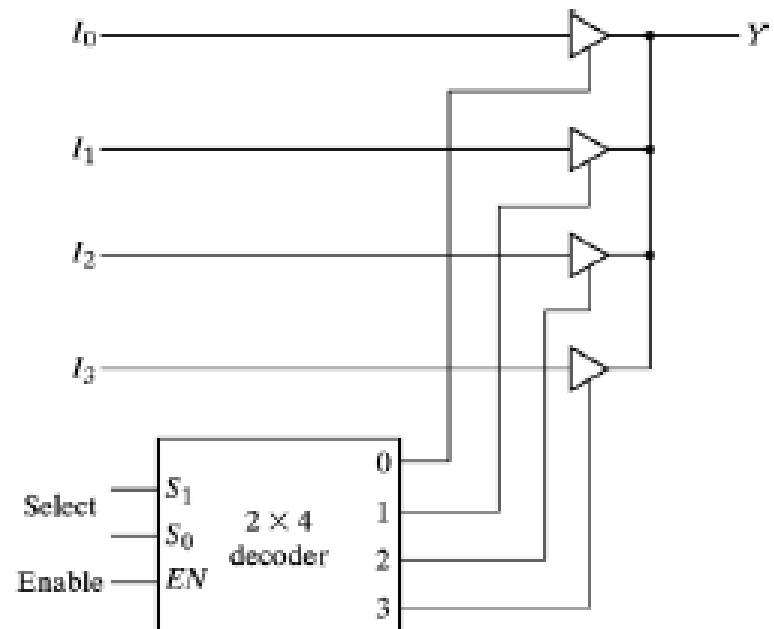 I₀
Y
I₁
I₂
I₃
0
Select
S₁
1
2 × 4
decoder
S₀
2
Enable
EN
3